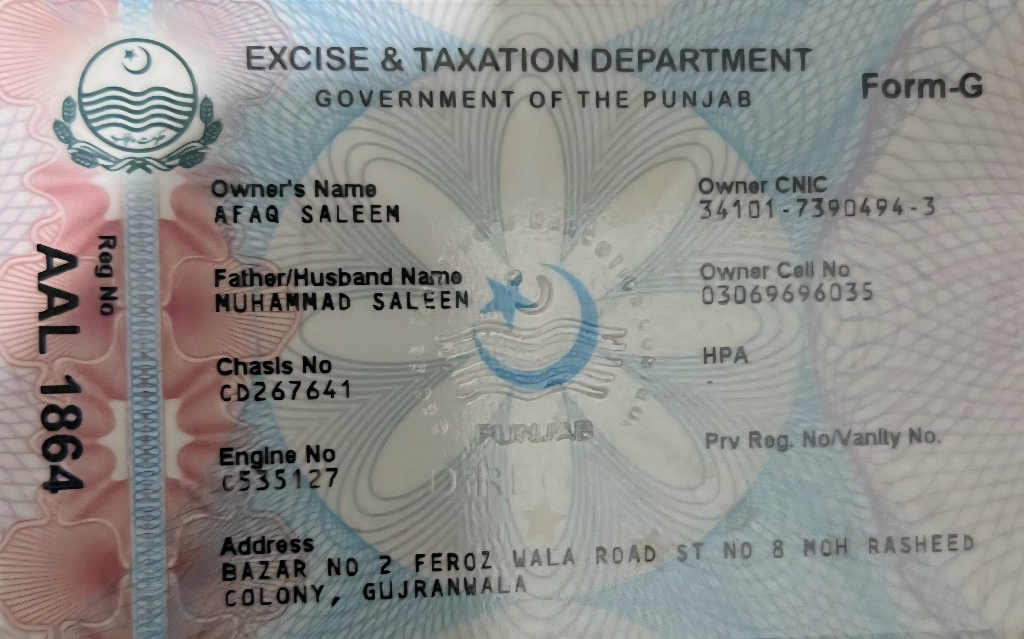 EXCISE & TAXATION DEPARTMENT
GOVERNMENT OF THE PUNJAB
Form-G
Reg No
AAL 1864
Owner's Name
AFAQ SALEEM
Owner CNIC
34101-7390494-3
Father/Husband Name
MUHAMMAD SALEEN
Owner Cell No
03069696035
Chasis No
CD267641
HPA
Engine No
C535127
Prv Reg. No/Vanity No.
PUNJAB
Address
BAZAR NO 2 FEROZ WALA ROAD ST NO 8 MOH RASHEED
COLONY, GUJRANWALA